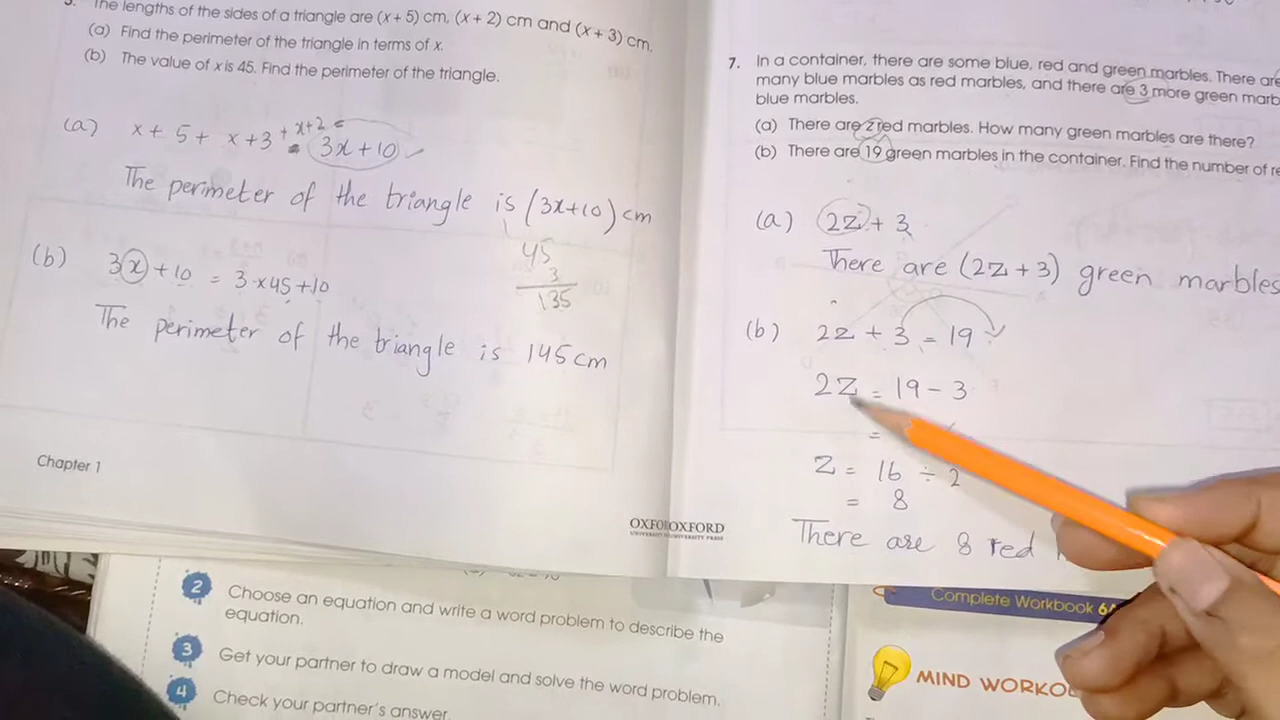 The lengths of the sides of a triangle are (x + 5) cm, (x + 2) cm and (x + 3) cm.
(a) Find the perimeter of the triangle in terms of x.
(b) The value of x is 45. Find the perimeter of the triangle.
(a) x + 5 + x + 3 + x + 2 =
= 3x + 10
The perimeter of the triangle is (3x+10) cm
45
3
135
(b) 3(x) + 10 = 3 × 45 + 10
The perimeter of the triangle is 145 cm
Chapter 1
OXFO
UNIVERSITY
7. In a container, there are some blue, red and green marbles. There are
many blue marbles as red marbles, and there are 3 more green
blue marbles.
(a) There are z red marbles. How many green marbles are there?
(b) There are 19 green marbles in the container. Find the number of
(a) 2z + 3
There are (2z + 3) green marbles
(b) 2z + 3 = 19
2z = 19 - 3
=
z = 16 ÷ 2
= 8
There are 8 red
OXFORD
UNIVERSITY PRESS
2 Choose an equation and write a word problem to describe the
equation.
3 Get your partner to draw a model and solve the word problem.
4 Check your partner's answer.
Complete Workbook
MIND